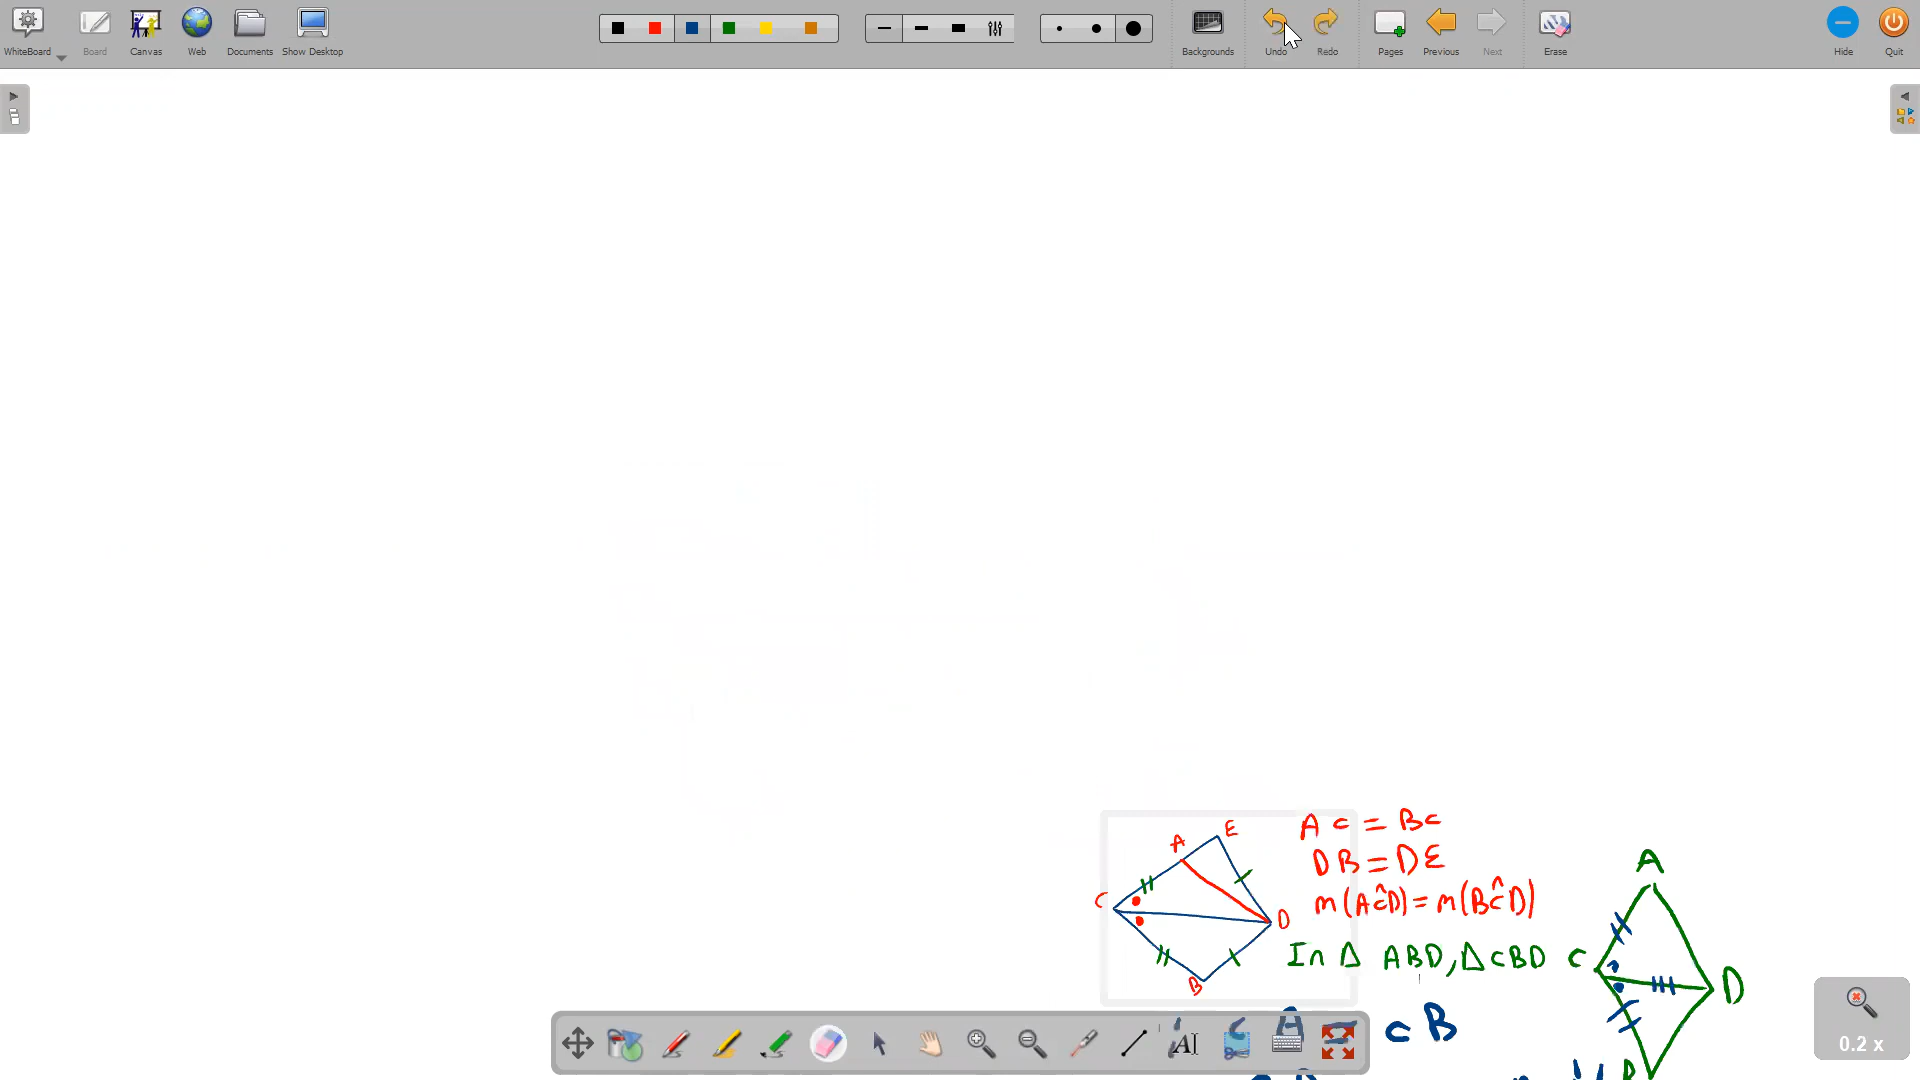 WhiteBoard Board Canvas Web Documents Show Desktop Backgrounds Undo Redo Pages Previous Next Erase Hide Quit
E
A
C
D
B
AC = BC
DB = DE
m(AĈD) = m(BĈD)
In Δ ABD, Δ CBD
A
C
D
B
CB
0.2 x